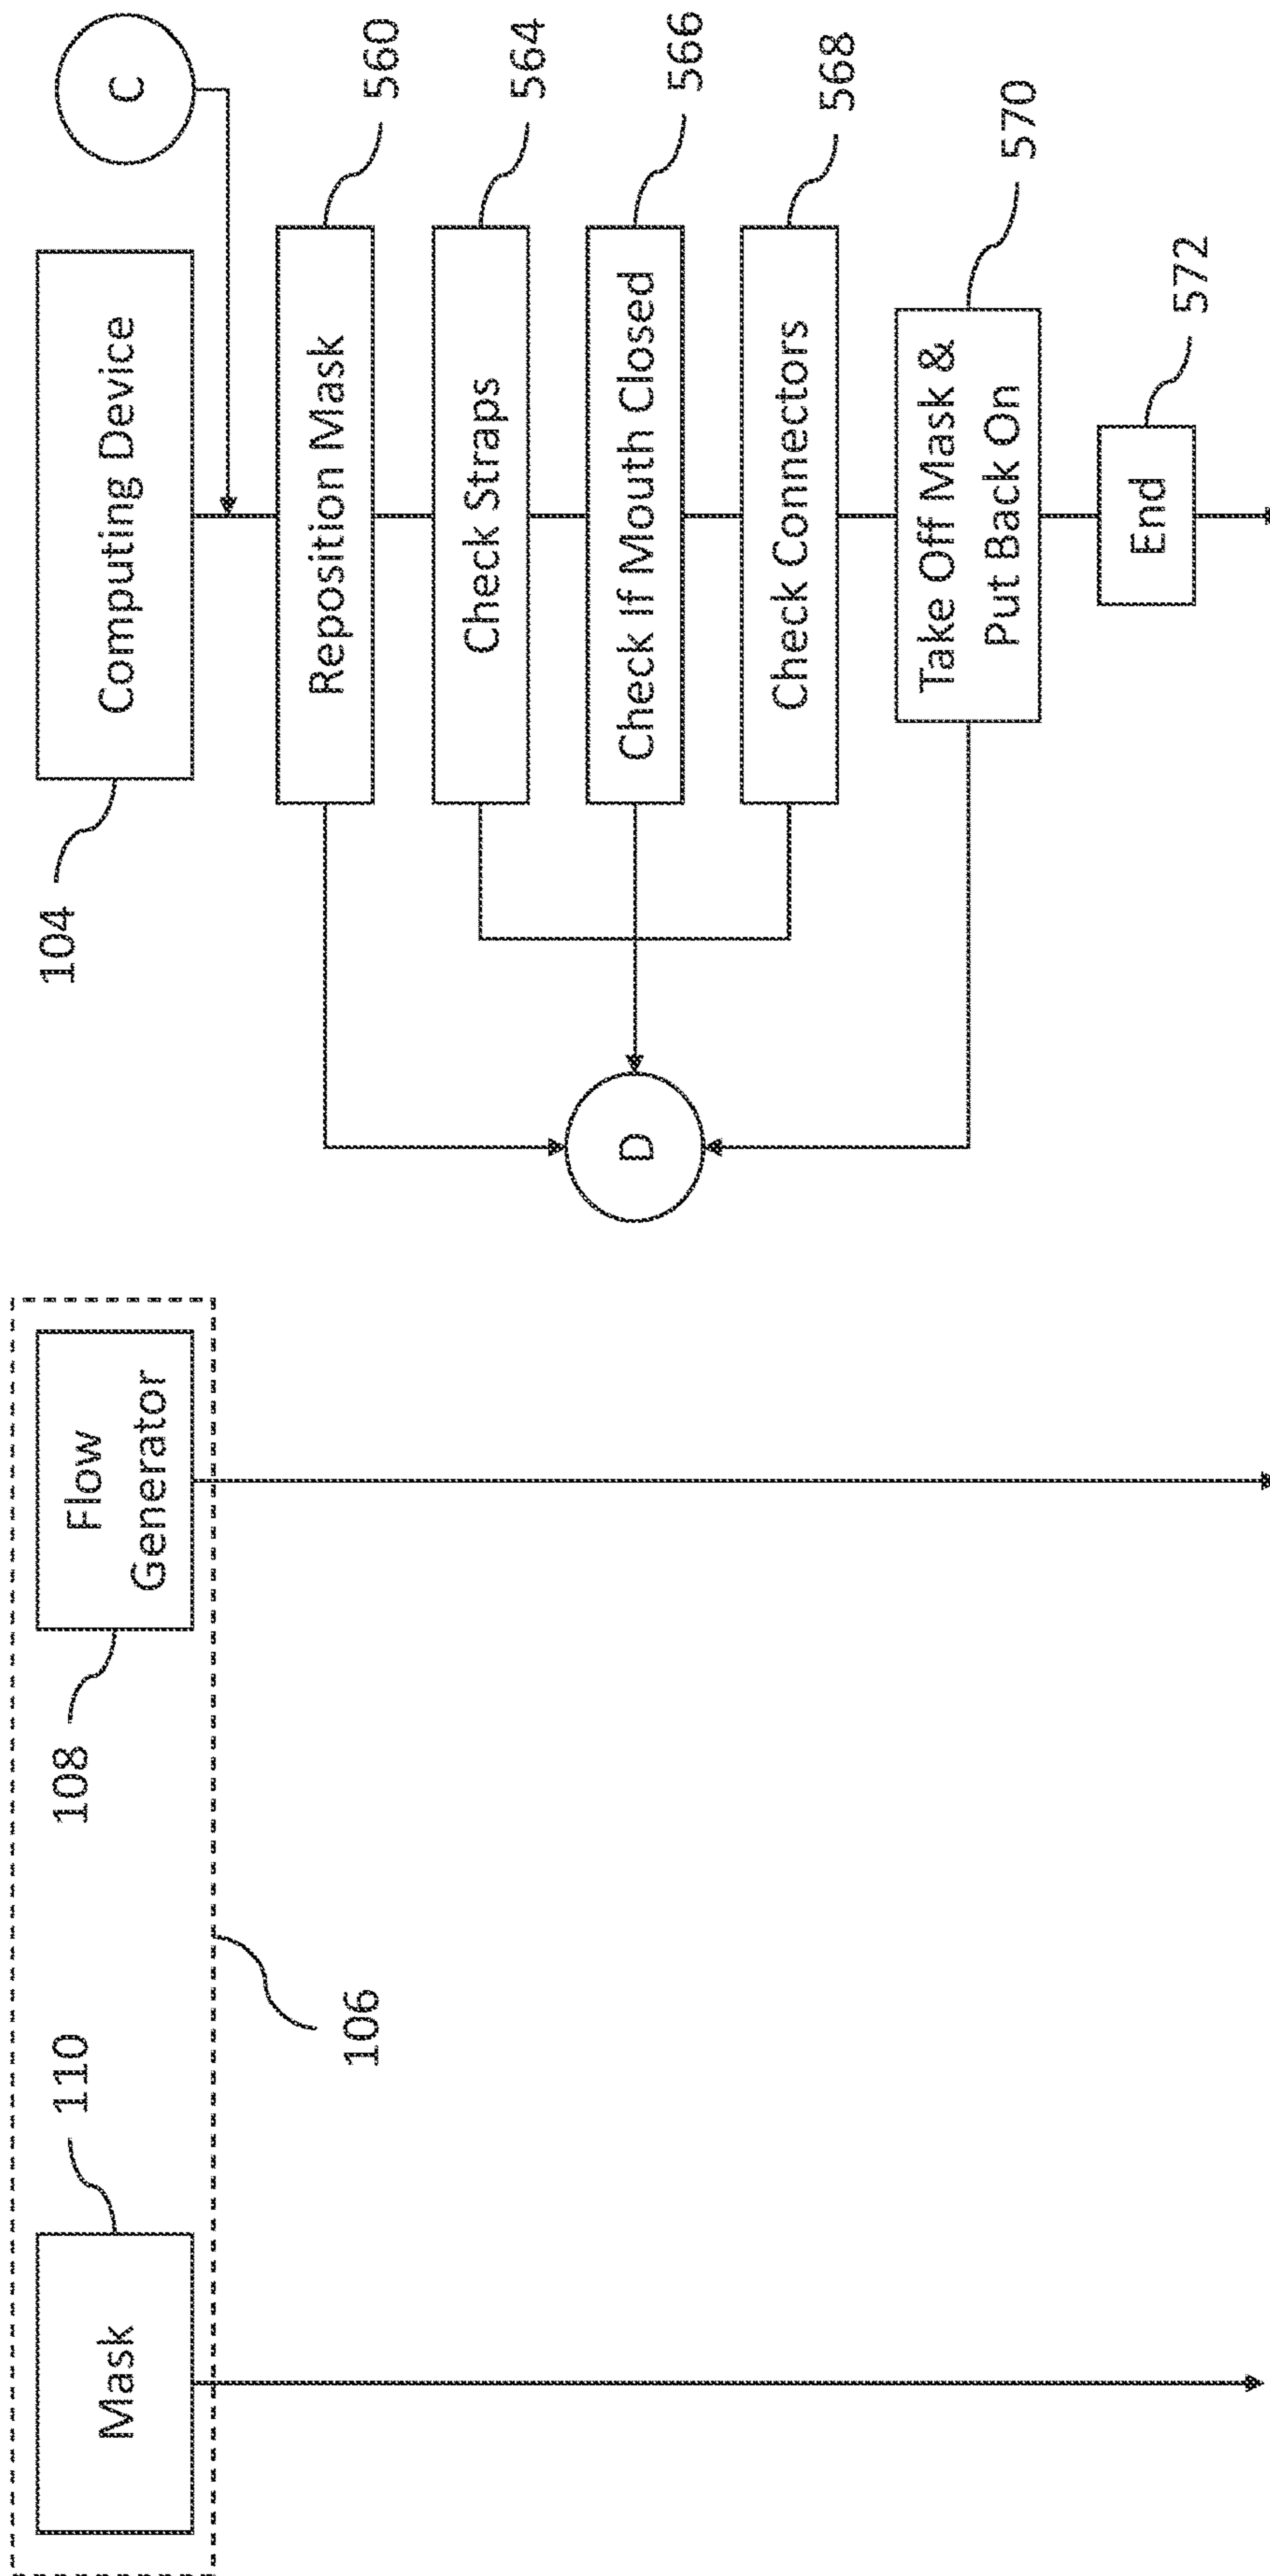 Mask
110
106
108
Flow
Generator
104
Computing Device
C
Reposition Mask
560
Check Straps
564
Check if Mouth Closed
566
Check Connectors
568
Take Off Mask &
Put Back On
570
End
572
D